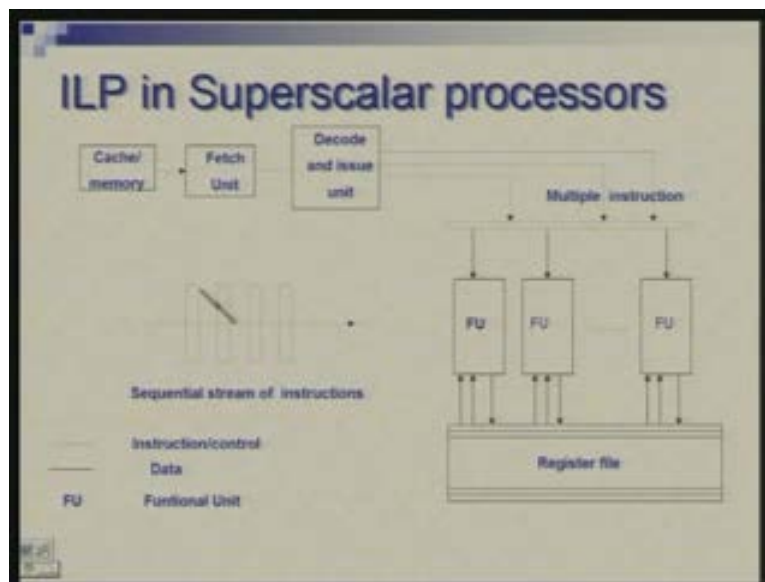 ILP in Superscalar processors
Cache/
memory
Fetch
Unit
Decode
and issue
unit
Multiple instruction
FU
FU
FU
Sequential stream of instructions
Instruction/control
Data
FU Funtional Unit
Register file